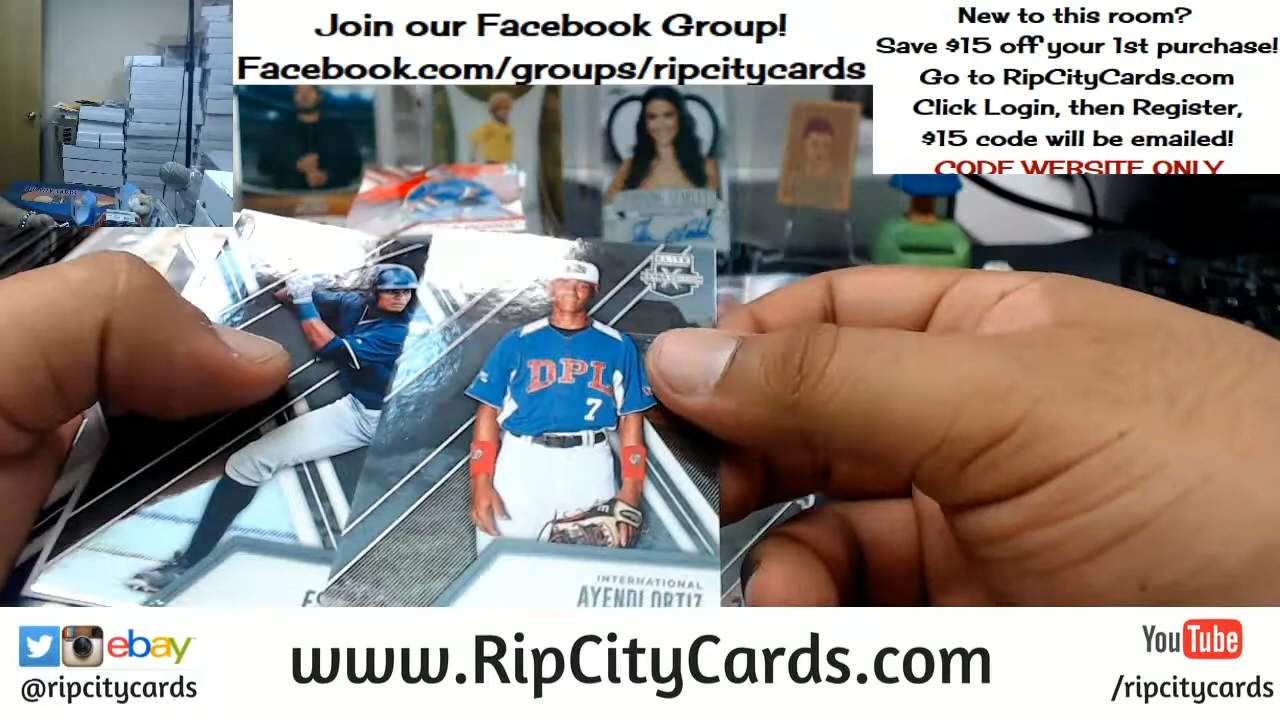 Join our Facebook Group!
Facebook.com/groups/ripcitycards
New to this room?
Save $15 off your 1st purchase!
Go to RipCityCards.com
Click Login, then Register,
$15 code will be emailed!
CODE WEBSITE ONLY
ELITE
DPL
7
INTERNATIONAL
AYENDI ORTIZ
ES
ebay
@ripcitycards
www.RipCityCards.com
YouTube
/ripcitycards